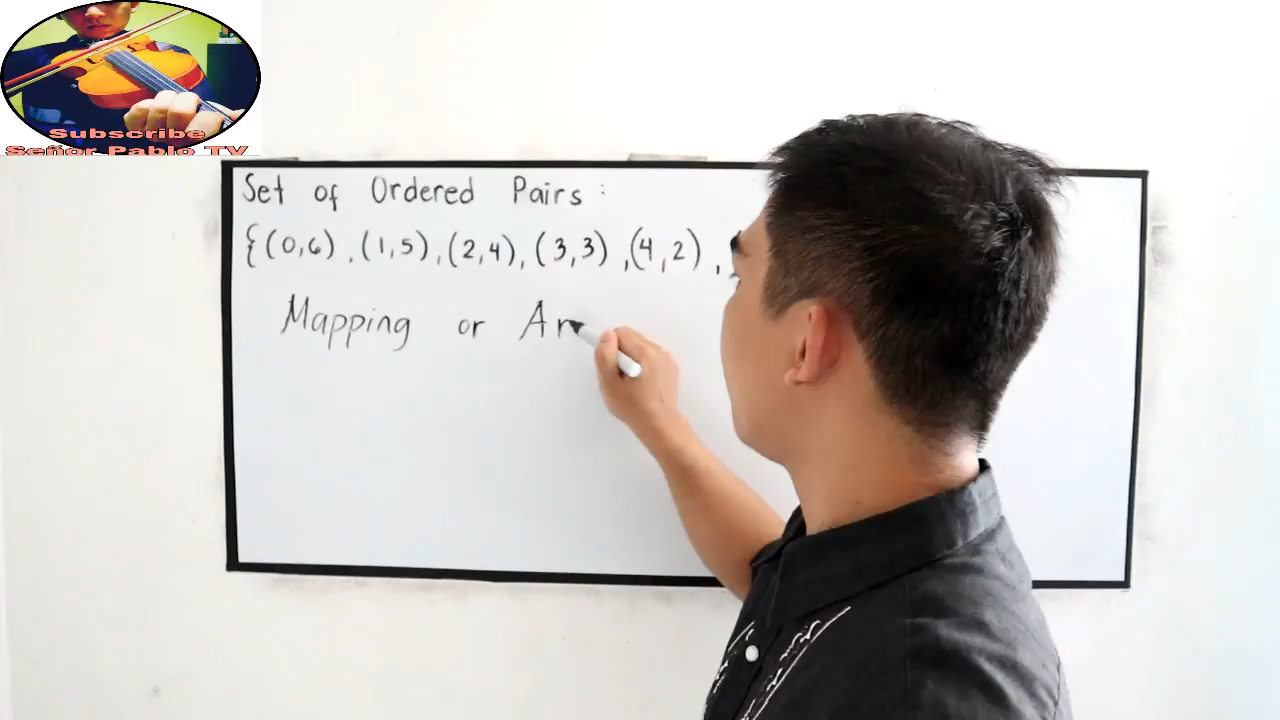 Subscribe
Señor Pablo TV
Set of Ordered Pairs :
{(0,6) , (1,5) , (2,4) , (3,3) , (4,2) ,
Mapping or Ar